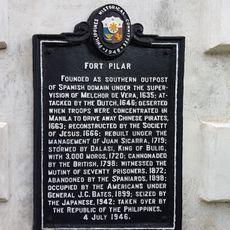 PHILIPPINES HISTORICAL COMMITTEE
1948
FORT PILAR
FOUNDED AS SOUTHERN OUTPOST
OF SPANISH DOMAIN UNDER THE SUPER-
VISION OF MELCHOR DE VERA, 1635; AT-
TACKED BY THE DUTCH, 1646; DESERTED
WHEN TROOPS WERE CONCENTRATED IN
MANILA TO DRIVE AWAY CHINESE PIRATES,
1663; RECONSTRUCTED BY THE SOCIETY
OF JESUS, 1666; REBUILT UNDER THE
MANAGEMENT OF JUAN SICARRA, 1719;
STORMED BY DALASI, KING OF BULIG,
WITH 3,000 MOROS, 1720; CANNONADED
BY THE BRITISH, 1798; WITNESSED THE
MUTINY OF SEVENTY PRISONERS, 1872;
ABANDONED BY THE SPANIARDS, 1898;
OCCUPIED BY THE AMERICANS UNDER
GENERAL J.C. BATES, 1899; SEIZED BY
THE JAPANESE, 1942; TAKEN OVER BY
THE REPUBLIC OF THE PHILIPPINES,
4 JULY 1946.